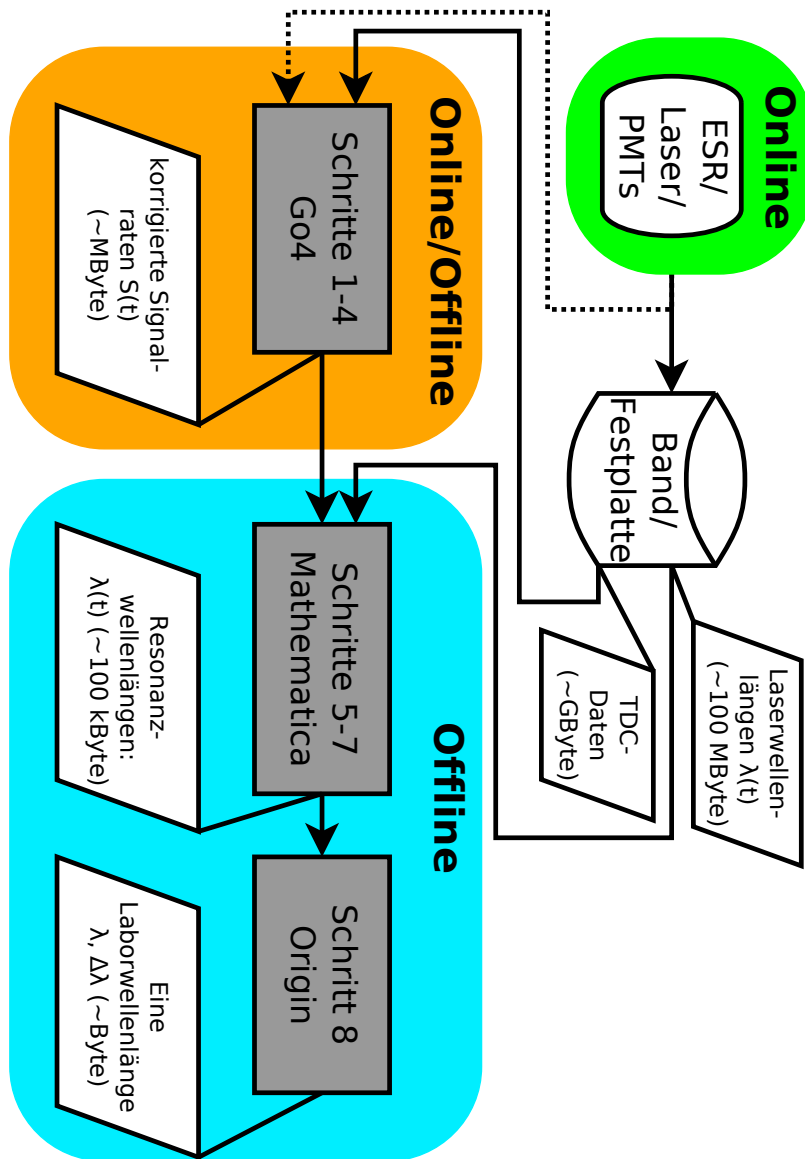 Online
ESR/
Laser/
PMTs
Band/
Festplatte
Laserwellen-
längen λ(t)
(~100 MByte)
TDC-
Daten
(~GByte)
Online/Offline
Schritte 1-4
Go4
korrigierte Signal-
raten S(t)
(~MByte)
Offline
Schritte 5-7
Mathematica
Resonanz-
wellenlängen:
λ(t) (~100 kByte)
Schritt 8
Origin
Eine
Laborwellenlänge
λ, Δλ (~Byte)